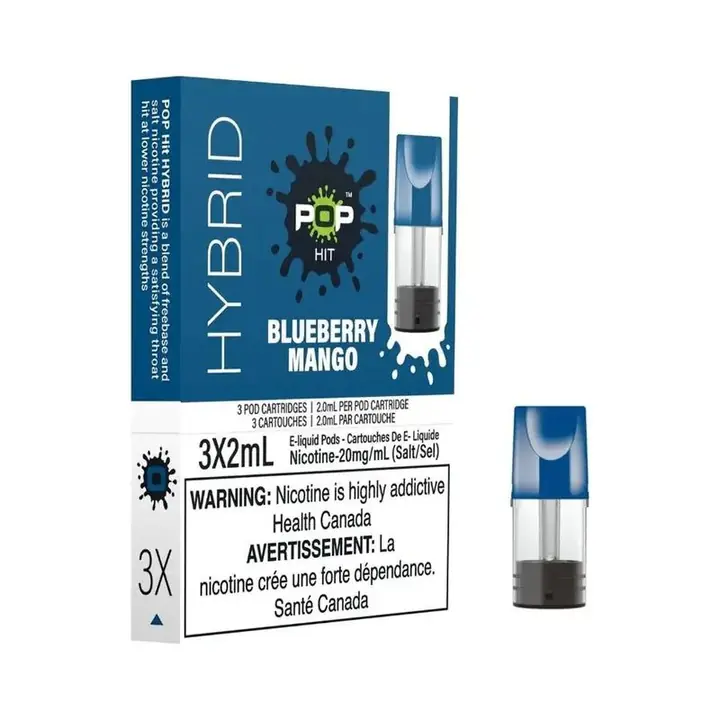 POP Hit HYBRID is a blend of freebase and
salt nicotine providing a satisfying throat
hit at lower nicotine strengths
HYBRID
POP™
HIT
BLUEBERRY
MANGO
3 POD CARTRIDGES | 2.0mL PER POD CARTRIDGE
3 CARTOUCHES | 2.0mL PAR CARTOUCHE
3X2mL
E-liquid Pods - Cartouches De E- Liquide
Nicotine-20mg/mL (Salt/Sel)
WARNING: Nicotine is highly addictive
Health Canada
AVERTISSEMENT: La
nicotine crée une forte dépendance.
Santé Canada
3X